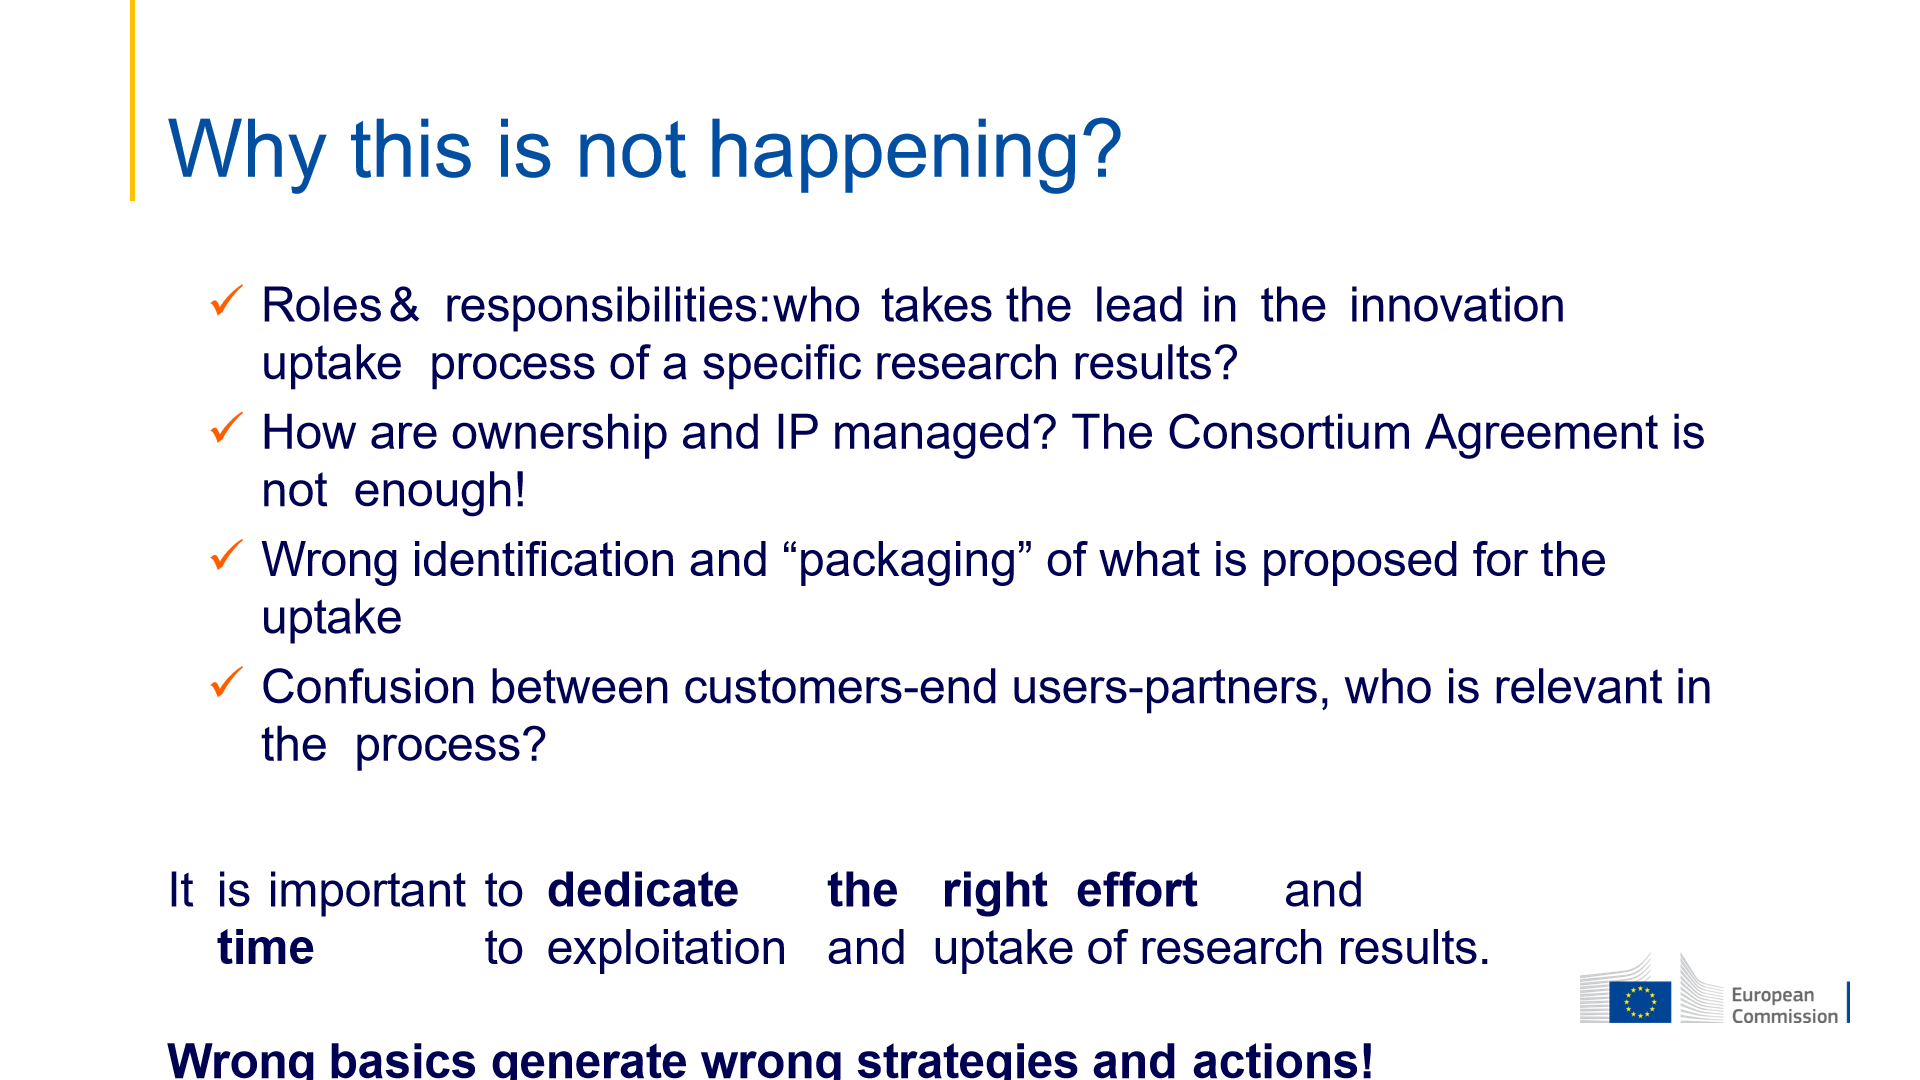 Why this is not happening?
✓ Roles & responsibilities:who takes the lead in the innovation
uptake process of a specific research results?
✓ How are ownership and IP managed? The Consortium Agreement is
not enough!
✓ Wrong identification and “packaging” of what is proposed for the
uptake
✓ Confusion between customers-end users-partners, who is relevant in
the process?
It is important to dedicate the right effort and
time to exploitation and uptake of research results.
European
Commission
Wrong basics generate wrong strategies and actions!